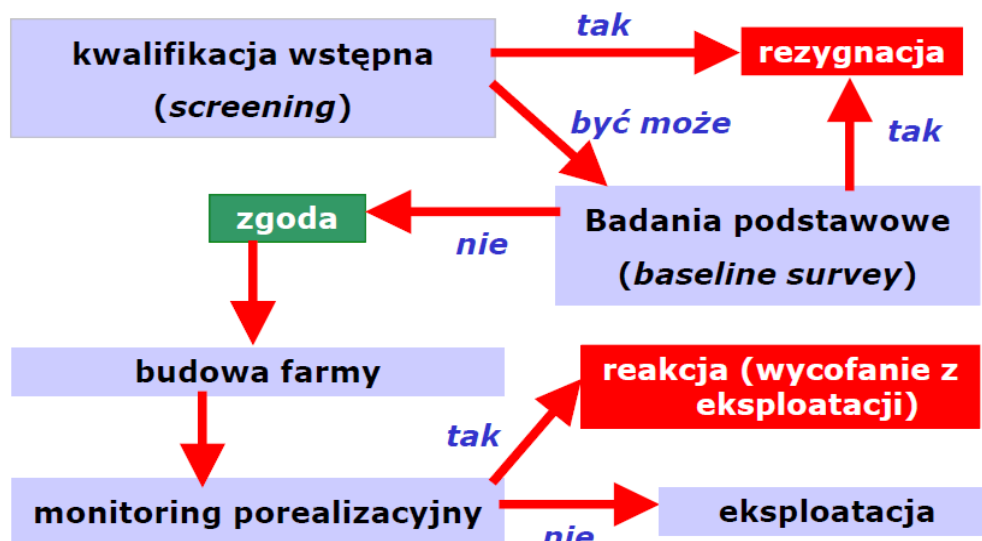 kwalifikacja wstępna
(screening)
tak
rezygnacja
być może
tak
zgoda
nie
Badania podstawowe
(baseline survey)
budowa farmy
reakcja (wycofanie z
eksploatacji)
tak
monitoring porealizacyjny
nie
eksploatacja